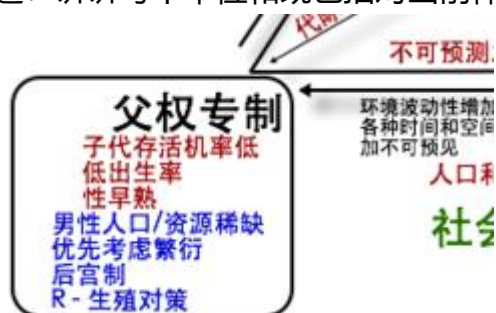 不可预测
父权专制
子代存活机率低
低出生率
性早熟
男性人口/资源稀缺
优先考虑繁衍
后宫制
R - 生殖对策
环境波动性增加
各种时间和空间
加不可预见
人口和
社会